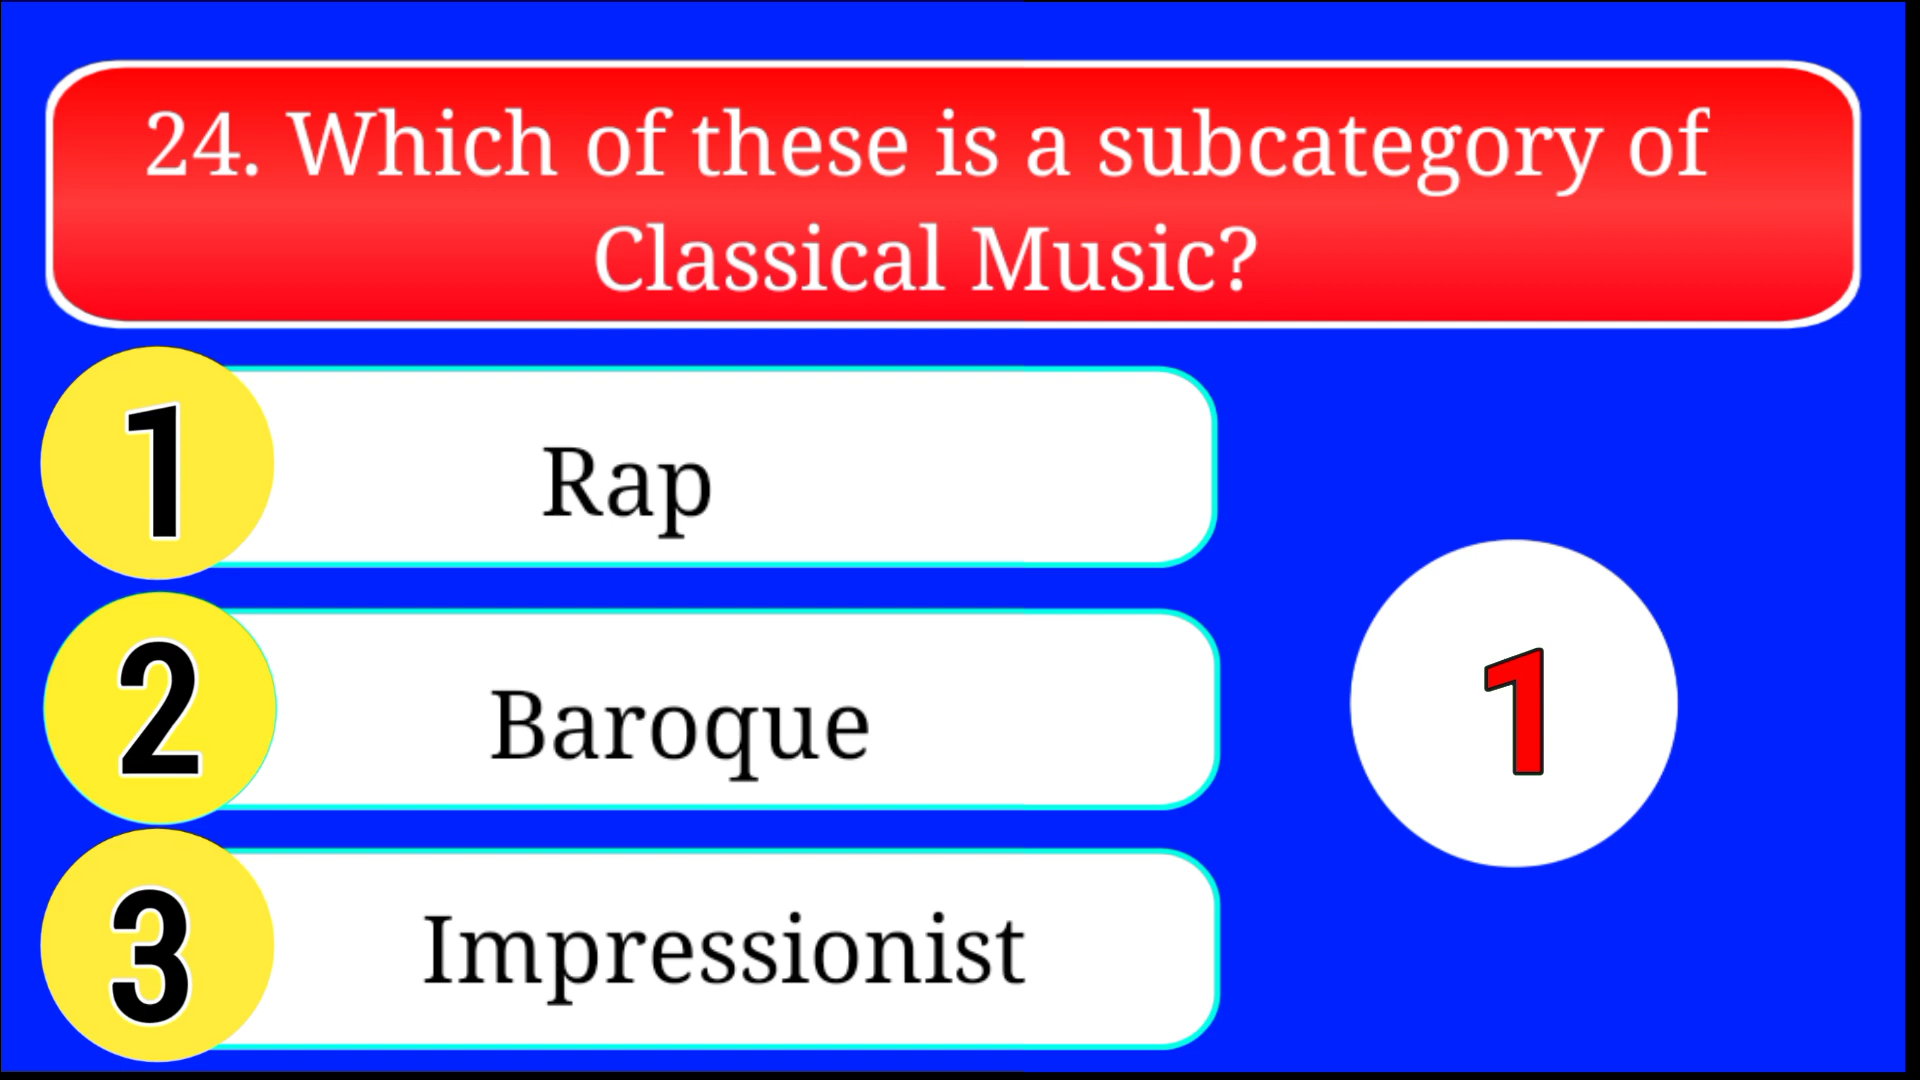 24. Which of these is a subcategory of
Classical Music?
1
Rap
2
Baroque
1
3
Impressionist